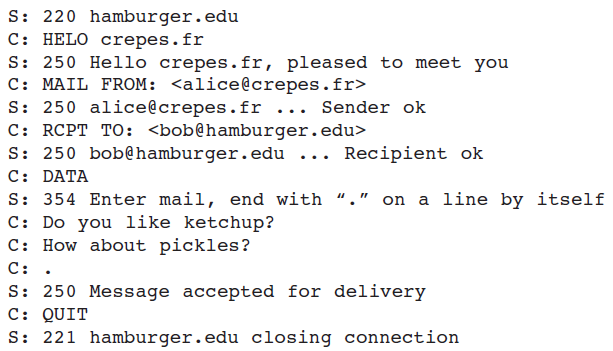 S: 220 hamburger.edu
C: HELO crepes.fr
S: 250 Hello crepes.fr, pleased to meet you
C: MAIL FROM: <alice@crepes.fr>
S: 250 alice@crepes.fr ... Sender ok
C: RCPT TO: <bob@hamburger.edu>
S: 250 bob@hamburger.edu ... Recipient ok
C: DATA
S: 354 Enter mail, end with “.” on a line by itself
C: Do you like ketchup?
C: How about pickles?
C: .
S: 250 Message accepted for delivery
C: QUIT
S: 221 hamburger.edu closing connection